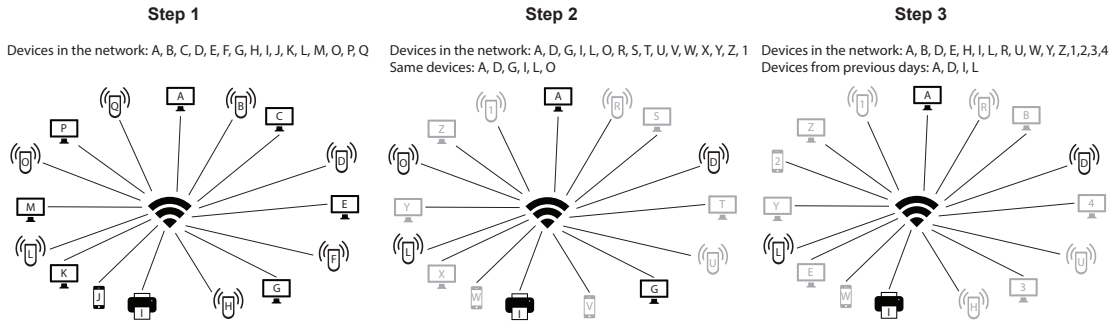 Step 1
Devices in the network: A, B, C, D, E, F, G, H, I, J, K, L, M, O, P, Q
Q
A
B
C
P
O
D
M
E
L
F
K
J
I
H
G
Step 2
Devices in the network: A, D, G, I, L, O, R, S, T, U, V, W, X, Y, Z, 1
Same devices: A, D, G, I, L, O
1
A
R
S
Z
O
D
Y
T
L
U
X
W
I
V
G
Step 3
Devices in the network: A, B, D, E, H, I, L, R, U, W, Y, Z,1,2,3,4
Devices from previous days: A, D, I, L
1
A
R
B
Z
2
D
Y
4
L
U
E
W
I
H
3